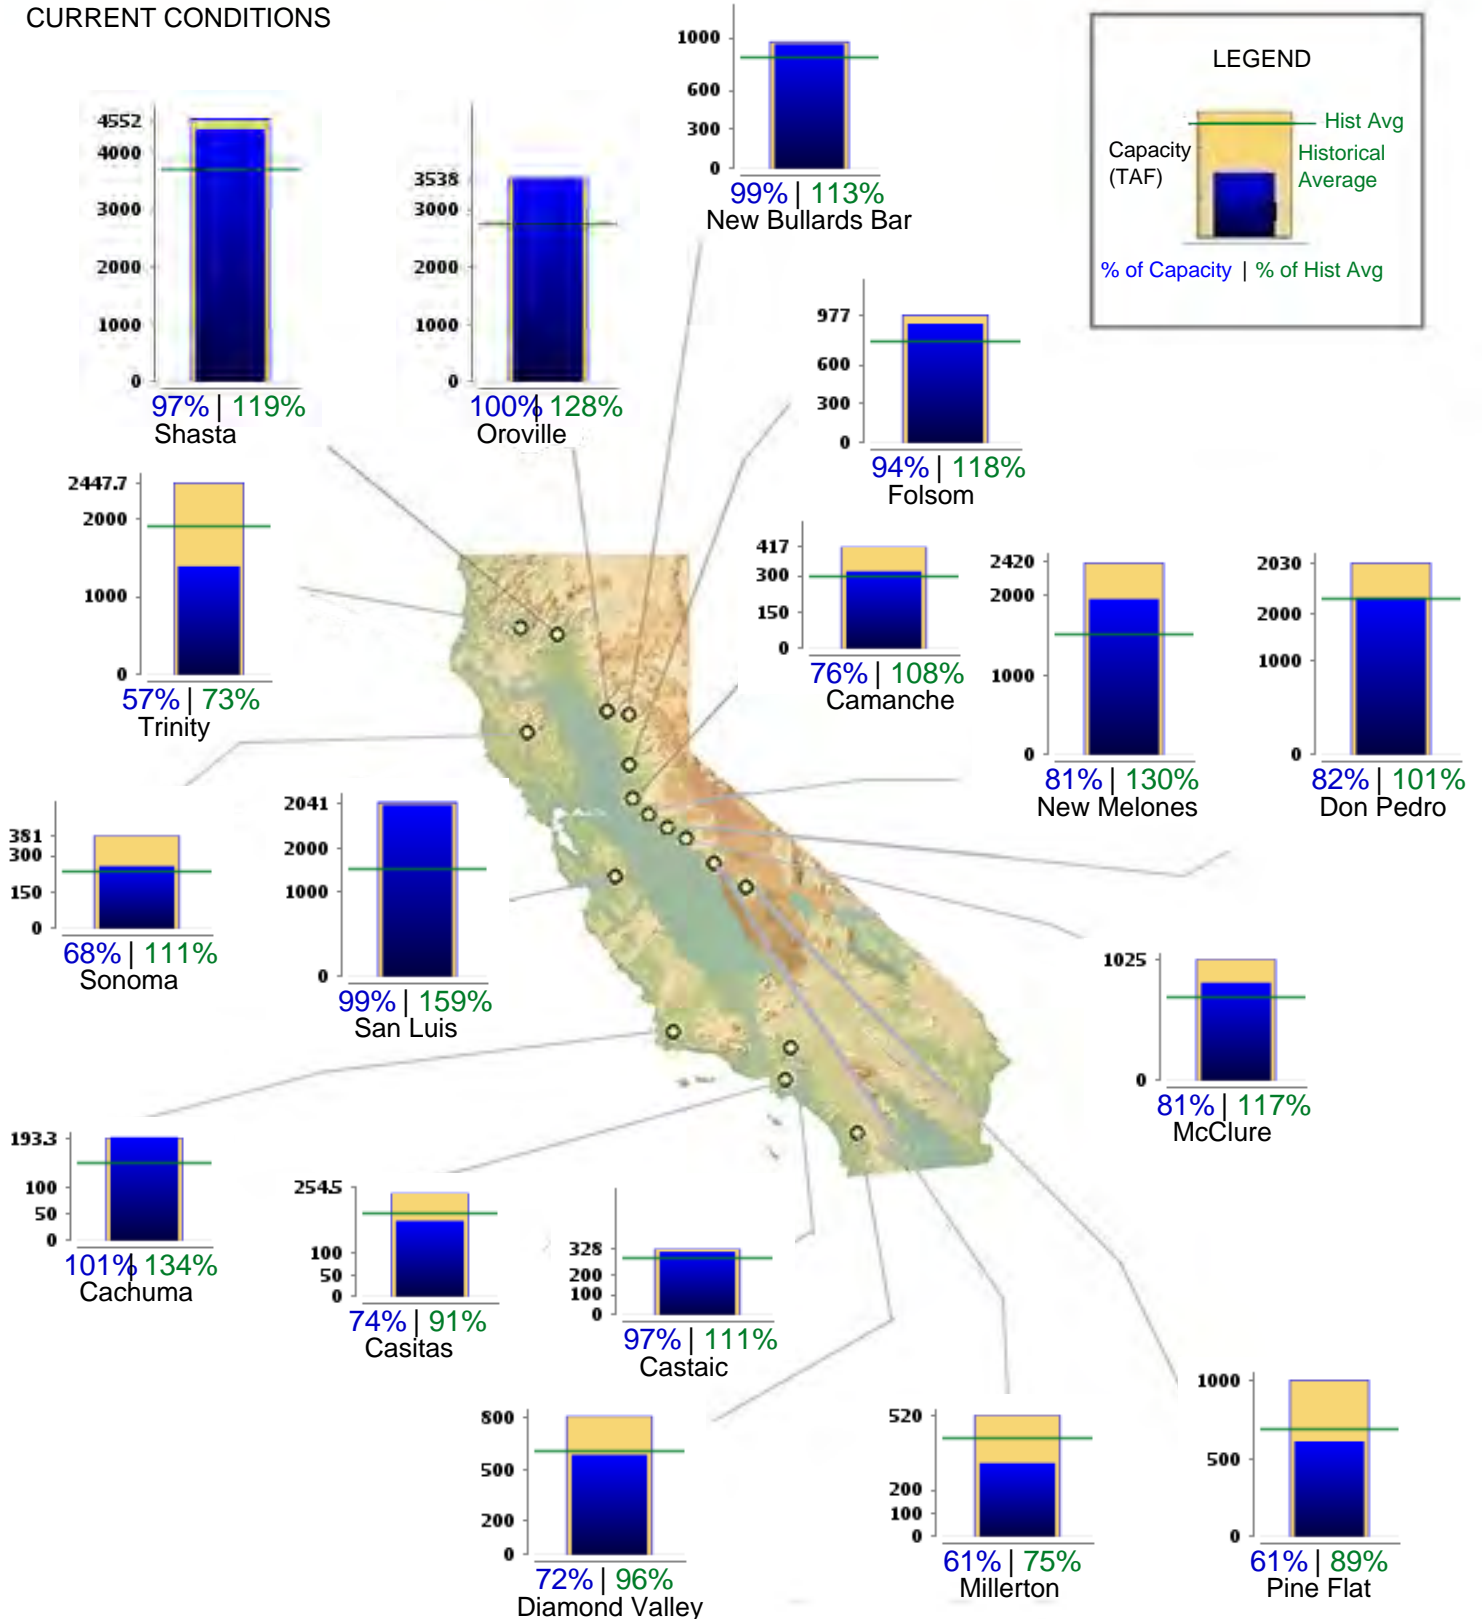 CURRENT CONDITIONS
LEGEND
Hist Avg
Capacity
(TAF)
Historical
Average
% of Capacity | % of Hist Avg
4552
4000
3000
2000
1000
0
97% | 119%
Shasta
3538
3000
2000
1000
0
100% | 128%
Oroville
1000
600
300
0
99% | 113%
New Bullards Bar
977
600
300
0
94% | 118%
Folsom
2447.7
2000
1000
0
57% | 73%
Trinity
417
300
150
0
76% | 108%
Camanche
2420
2000
1000
0
81% | 130%
New Melones
2030
2000
1000
0
82% | 101%
Don Pedro
381
300
150
0
68% | 111%
Sonoma
2041
2000
1000
0
99% | 159%
San Luis
1025
0
81% | 117%
McClure
193.3
100
50
0
101% | 134%
Cachuma
254.5
100
50
0
74% | 91%
Casitas
328
200
100
0
97% | 111%
Castaic
800
500
200
0
72% | 96%
Diamond Valley
520
200
100
0
61% | 75%
Millerton
1000
500
0
61% | 89%
Pine Flat